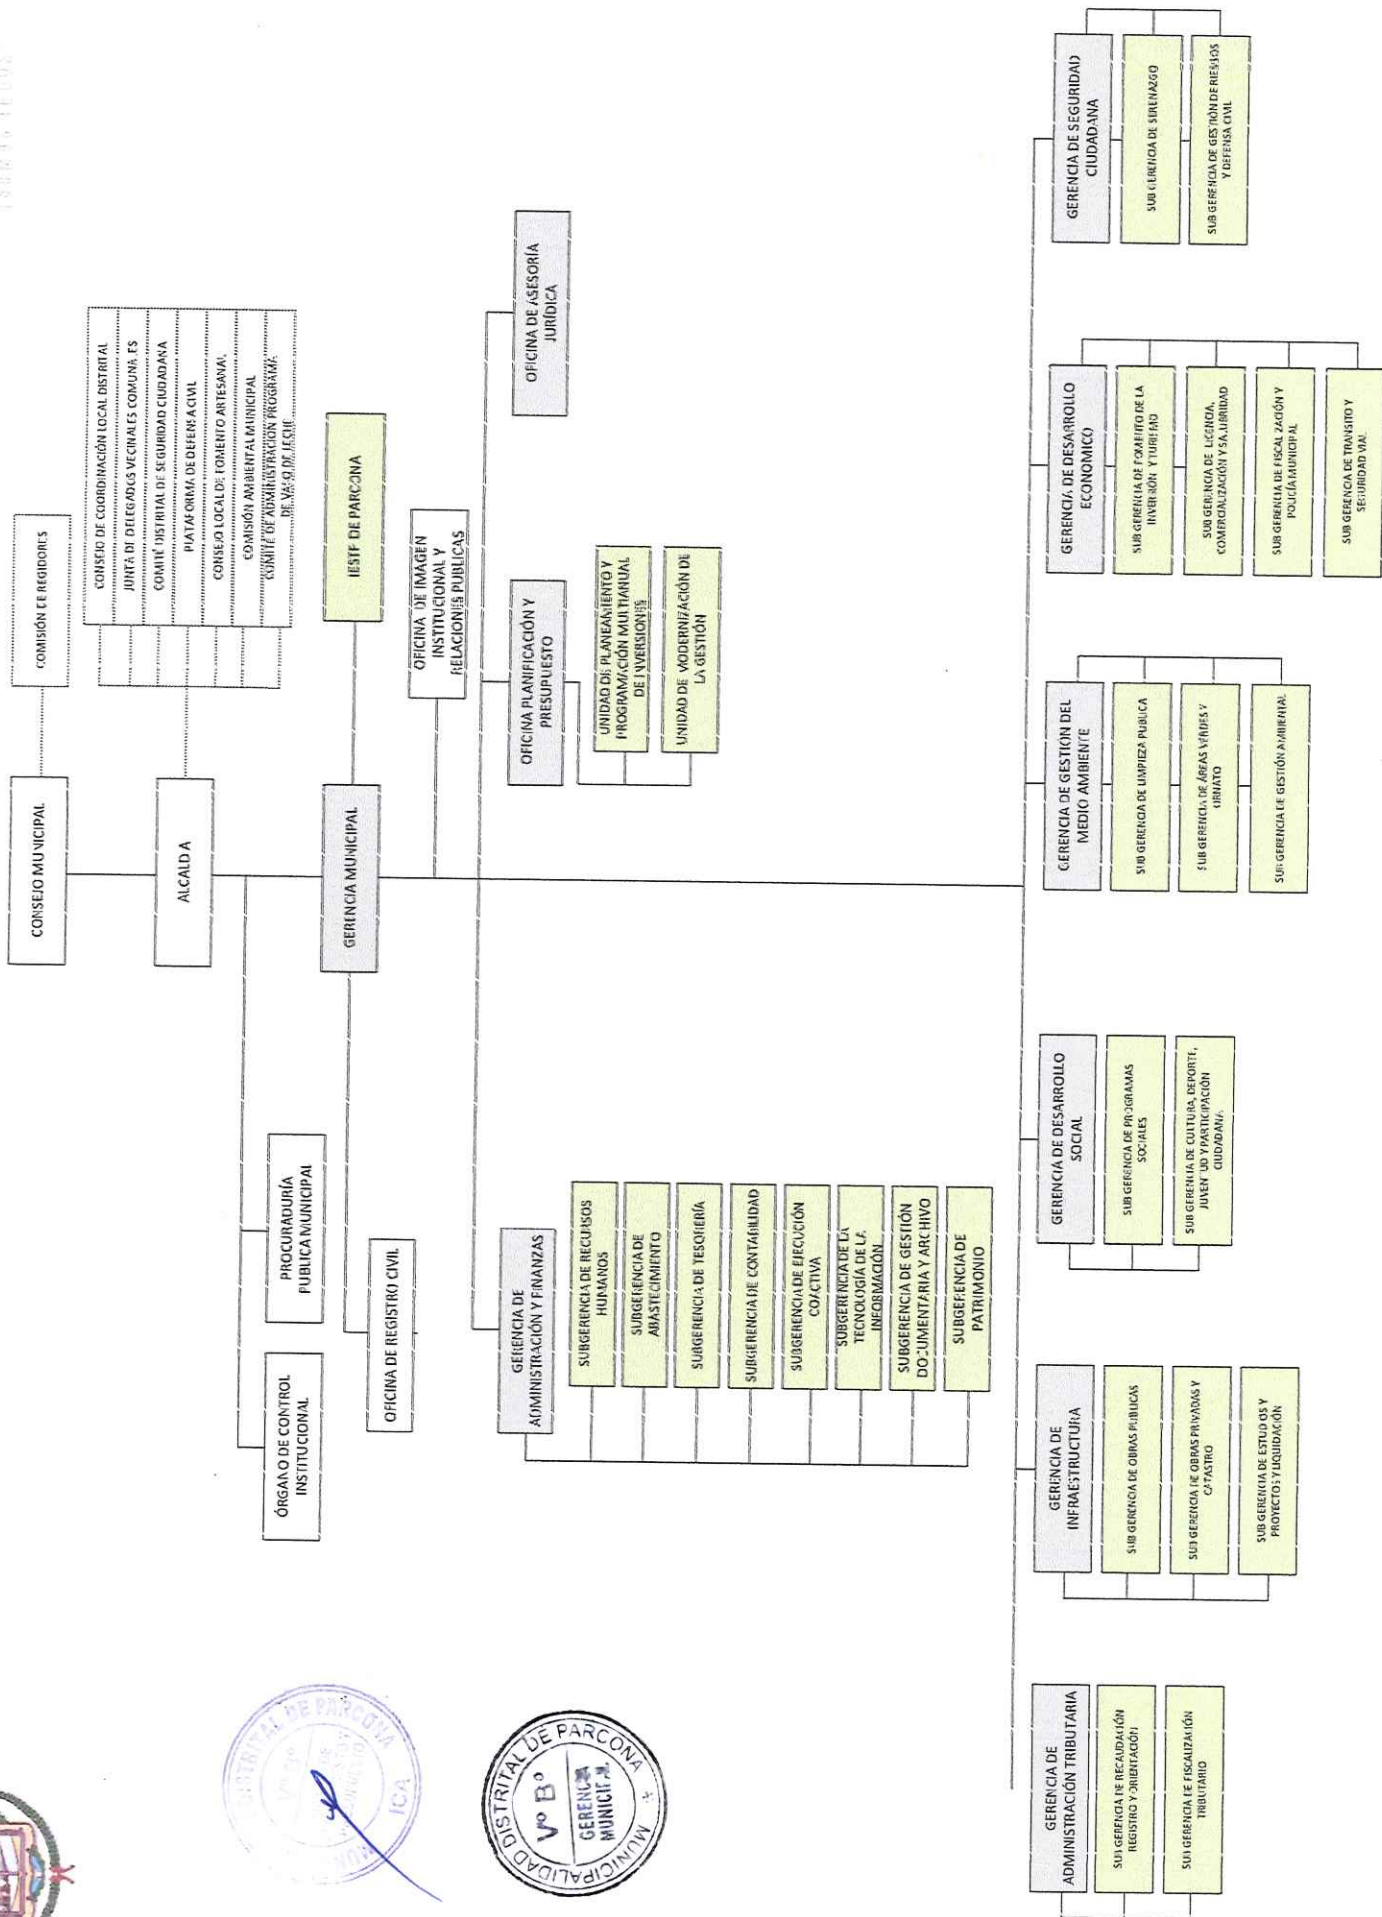 CONSEJO MUNICIPAL
COMISIÓN DE REGIDORES
ALCALDIA
CONSEJO DE COORDINACIÓN LOCAL DISTRITAL
JUNTA DE DELEGADOS VECINALES COMUNALES
COMITÉ DISTRITAL DE SEGURIDAD CIUDADANA
PLATAFORMA DE DEFENSA CIVIL
CONSEJO LOCAL DE FOMENTO ARTESANAL
COMISIÓN AMBIENTAL MUNICIPAL
COMITÉ DE ADMINISTRACIÓN PROGRAMA
DE VASO DE LECHE
ÓRGANO DE CONTROL
INSTITUCIONAL
PROCURADURÍA
PUBLICA MUNICIPAL
GERENCIA MUNICIPAL
IESTP DE PARCONA
OFICINA DE REGISTRO CIVIL
OFICINA DE IMAGEN
INSTITUCIONAL Y
RELACIONES PUBLICAS
GERENCIA DE
ADMINISTRACIÓN Y FINANZAS
SUBGERENCIA DE RECURSOS
HUMANOS
SUBGERENCIA DE
ABASTECIMIENTO
SUBGERENCIA DE TESORERÍA
SUBGERENCIA DE CONTABILIDAD
SUBGERENCIA DE EJECUCIÓN
COACTIVA
SUBGERENCIA DE LA
TECNOLOGÍA DE LA
INFORMACIÓN
SUBGERENCIA DE GESTIÓN
DOCUMENTARIA Y ARCHIVO
SUBGERENCIA DE
PATRIMONIO
OFICINA PLANIFICACIÓN Y
PRESUPUESTO
UNIDAD DE PLANEAMIENTO Y
PROGRAMACIÓN MULTIANUAL
DE INVERSIONES
UNIDAD DE MODERNIZACIÓN DE
LA GESTIÓN
OFICINA DE ASESORÍA
JURÍDICA
GERENCIA DE
ADMINISTRACIÓN TRIBUTARIA
SUB GERENCIA DE RECAUDACIÓN
REGISTRO Y ORIENTACIÓN
SUB GERENCIA DE FISCALIZACIÓN
TRIBUTARIO
GERENCIA DE
INFRAESTRUCTURA
SUB GERENCIA DE OBRAS PUBLICAS
SUB GERENCIA DE OBRAS PRIVADAS Y
CATASTRO
SUB GERENCIA DE ESTUDIOS Y
PROYECTOS Y LIQUIDACIÓN
GERENCIA DE DESARROLLO
SOCIAL
SUB GERENCIA DE PROGRAMAS
SOCIALES
SUB GERENCIA DE CULTURA, DEPORTE,
JUVENTUD Y PARTICIPACIÓN
CIUDADANA
GERENCIA DE GESTION DEL
MEDIO AMBIENTE
SUB GERENCIA DE LIMPIEZA PUBLICA
SUB GERENCIA DE ÁREAS VERDES Y
ORNATO
SUB GERENCIA DE GESTIÓN AMBIENTAL
GERENCIA DE DESARROLLO
ECONOMICO
SUB GERENCIA DE FOMENTO DE LA
INVERSIÓN Y TURISMO
SUB GERENCIA DE LICENCIA,
COMERCIALIZACIÓN Y SALUBRIDAD
SUB GERENCIA DE FISCALIZACIÓN Y
POLICÍA MUNICIPAL
SUB GERENCIA DE TRANSITO Y
SEGURIDAD VIAL
GERENCIA DE SEGURIDAD
CIUDADANA
SUB GERENCIA DE SERENAZGO
SUB GERENCIA DE GESTIÓN DE RIESGOS
Y DEFENSA CIVIL
DISTRITAL DE PARCONA
ICA
MUNICIPALIDAD DISTRITAL DE PARCONA
Vº Bº
GERENCIA
MUNICIPAL